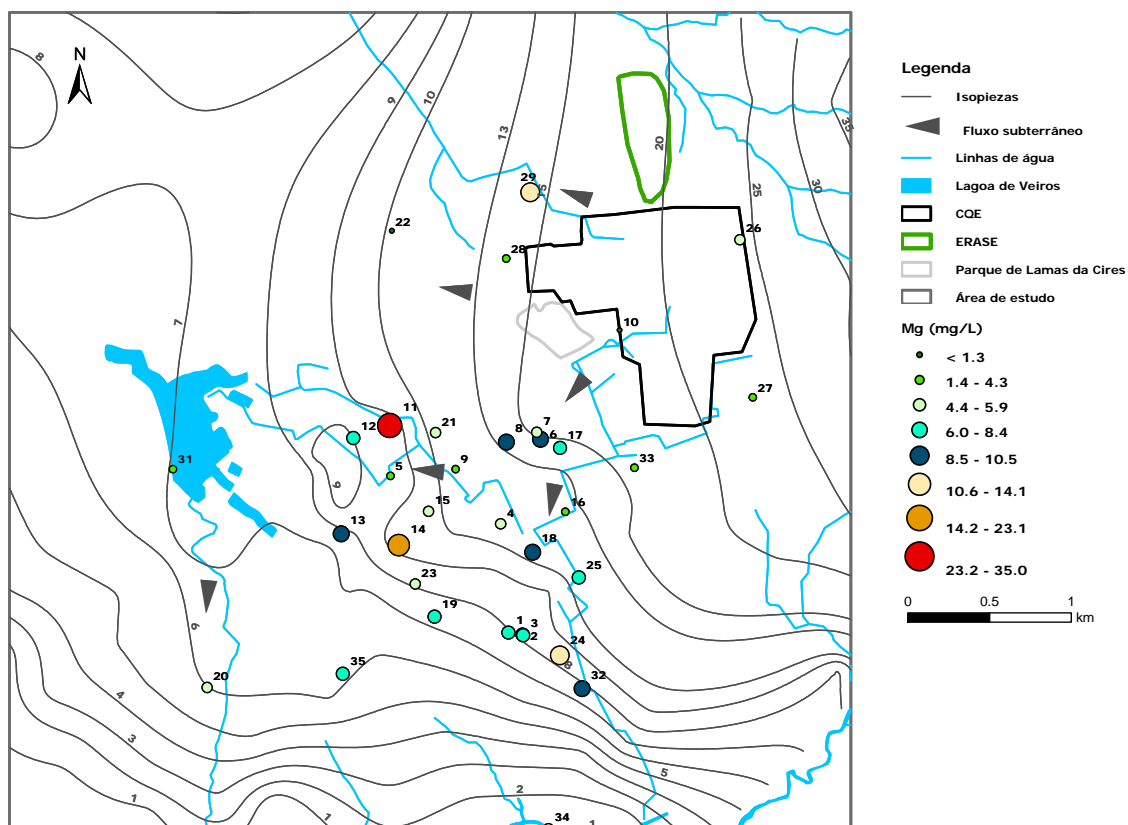 8
N
9
10
13
15
20
25
30
35
29
22
28
26
10
7
27
11
12
21
8
7
6
17
31
5
9
33
9
15
16
4
13
14
18
25
23
19
1
3
2
24
6
8
35
20
32
4
3
5
1
1
2
34
1
Legenda
Isopiezas
Fluxo subterrâneo
Linhas de água
Lagoa de Veiros
CQE
ERASE
Parque de Lamas da Cires
Área de estudo
Mg (mg/L)
< 1.3
1.4 - 4.3
4.4 - 5.9
6.0 - 8.4
8.5 - 10.5
10.6 - 14.1
14.2 - 23.1
23.2 - 35.0
0 0.5 1
km